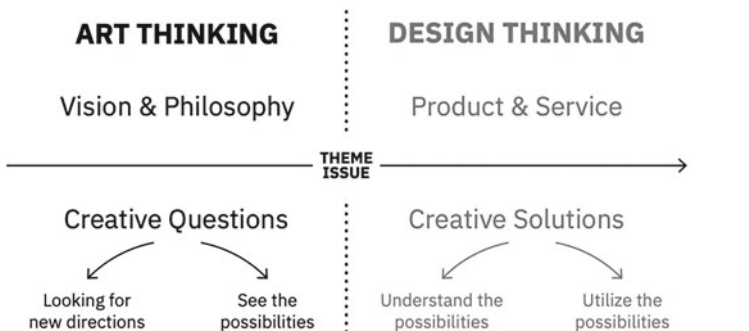 ART THINKING
DESIGN THINKING
Vision & Philosophy
Product & Service
THEME
ISSUE
Creative Questions
Creative Solutions
Looking for
new directions
See the
possibilities
Understand the
possibilities
Utilize the
possibilities